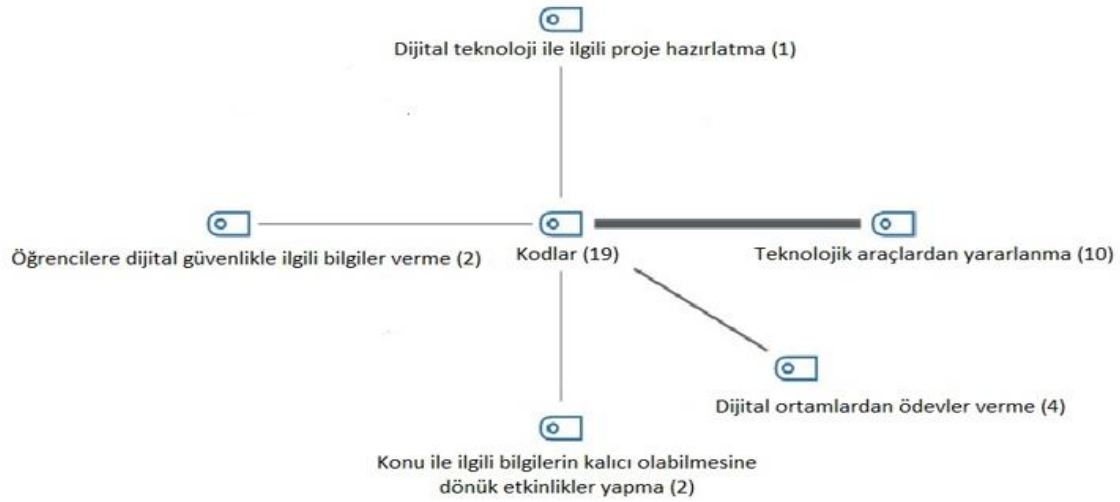 Dijital teknoloji ile ilgili proje hazırlatma (1)
Öğrencilere dijital güvenlikle ilgili bilgiler verme (2)
Kodlar (19)
Teknolojik araçlardan yararlanma (10)
Dijital ortamlardan ödevler verme (4)
Konu ile ilgili bilgilerin kalıcı olabilmesine
dönük etkinlikler yapma (2)